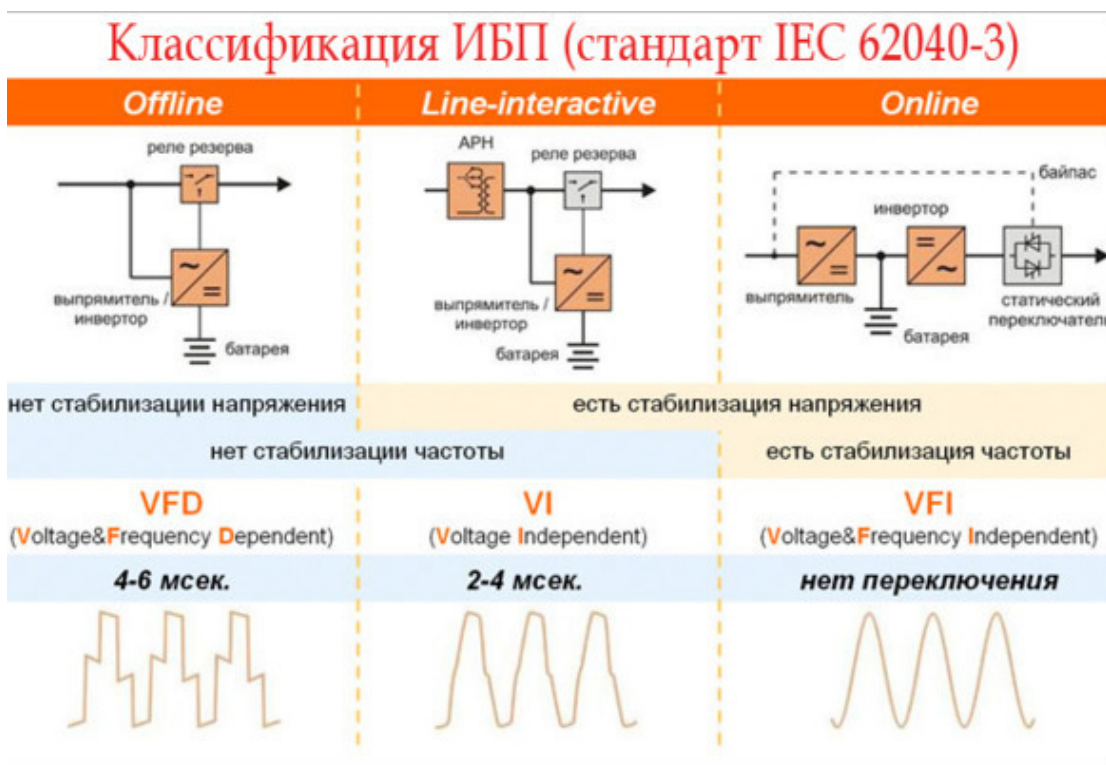 Классификация ИБП (стандарт IEC 62040-3)
Offline
Line-interactive
Online
реле резерва
выпрямитель /
инвертор
батарея
АРН
реле резерва
выпрямитель /
инвертор
батарея
байпас
инвертор
выпрямитель
батарея
статический
переключатель
нет стабилизации напряжения
есть стабилизация напряжения
нет стабилизации частоты
есть стабилизация частоты
VFD
(Voltage&Frequency Dependent)
VI
(Voltage Independent)
VFI
(Voltage&Frequency Independent)
4-6 мсек.
2-4 мсек.
нет переключения